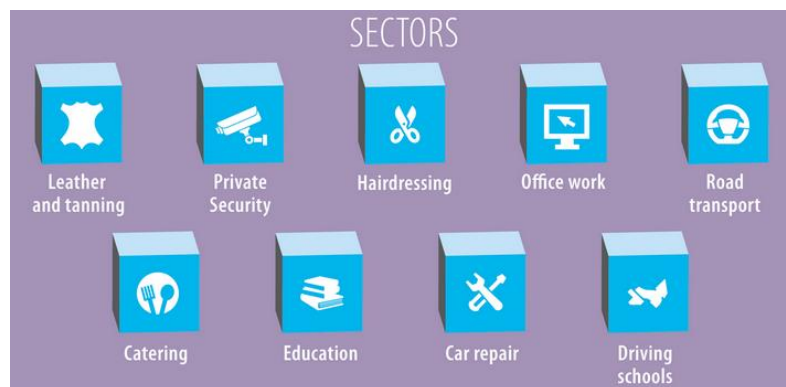 SECTORS
Leather
and tanning
Private
Security
Hairdressing
Office work
Road
transport
Catering
Education
Car repair
Driving
schools